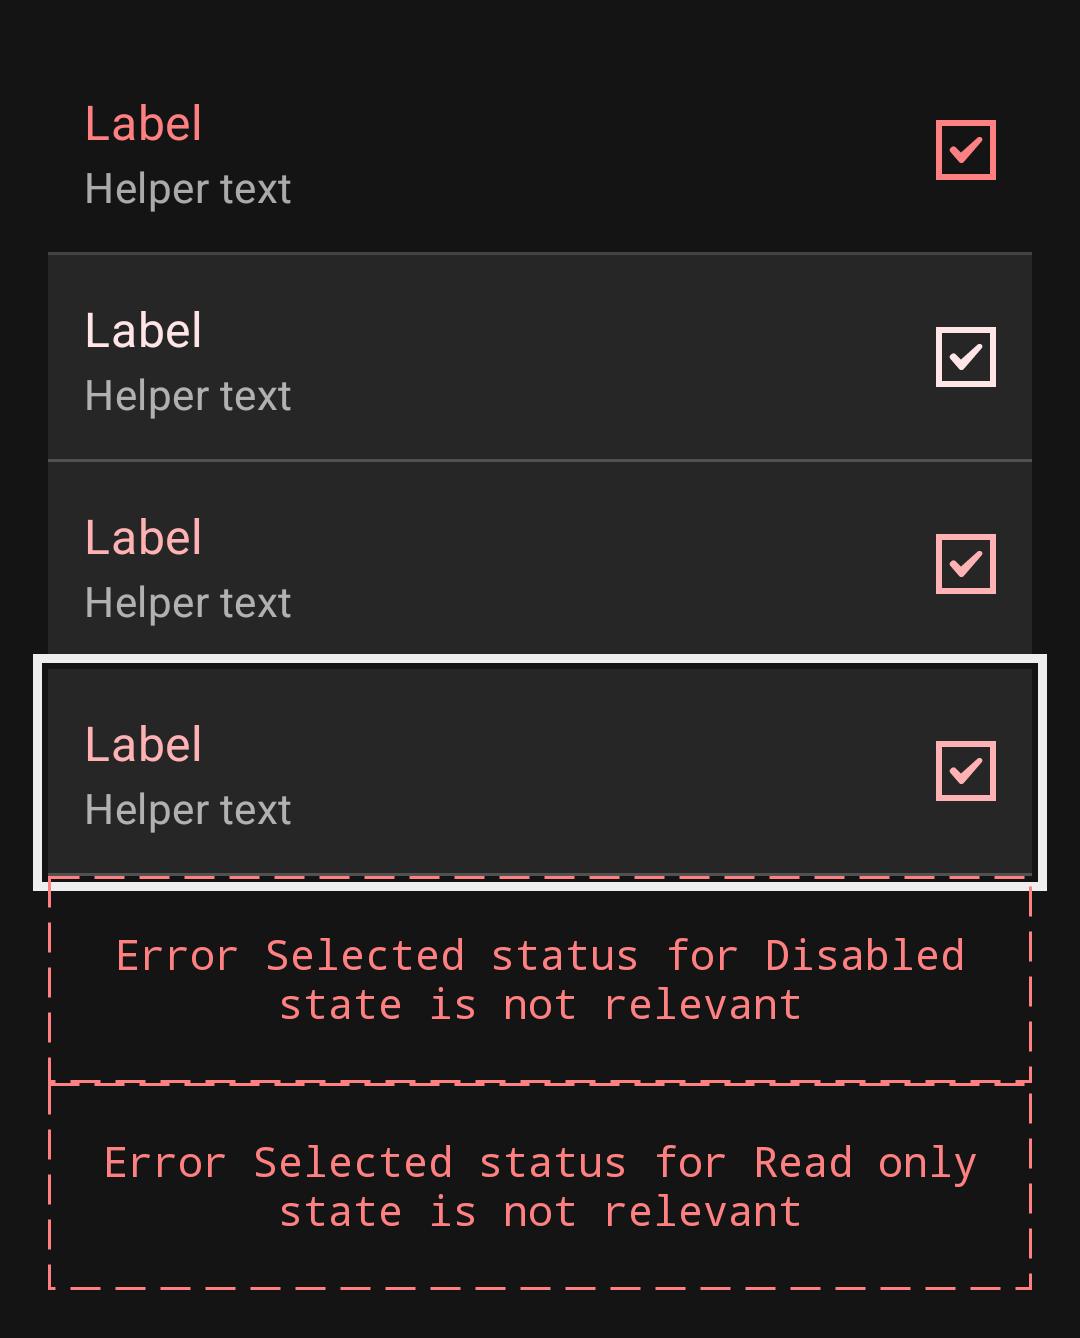 Label
Helper text
Label
Helper text
Label
Helper text
Label
Helper text
Error Selected status for Disabled
state is not relevant
Error Selected status for Read only
state is not relevant